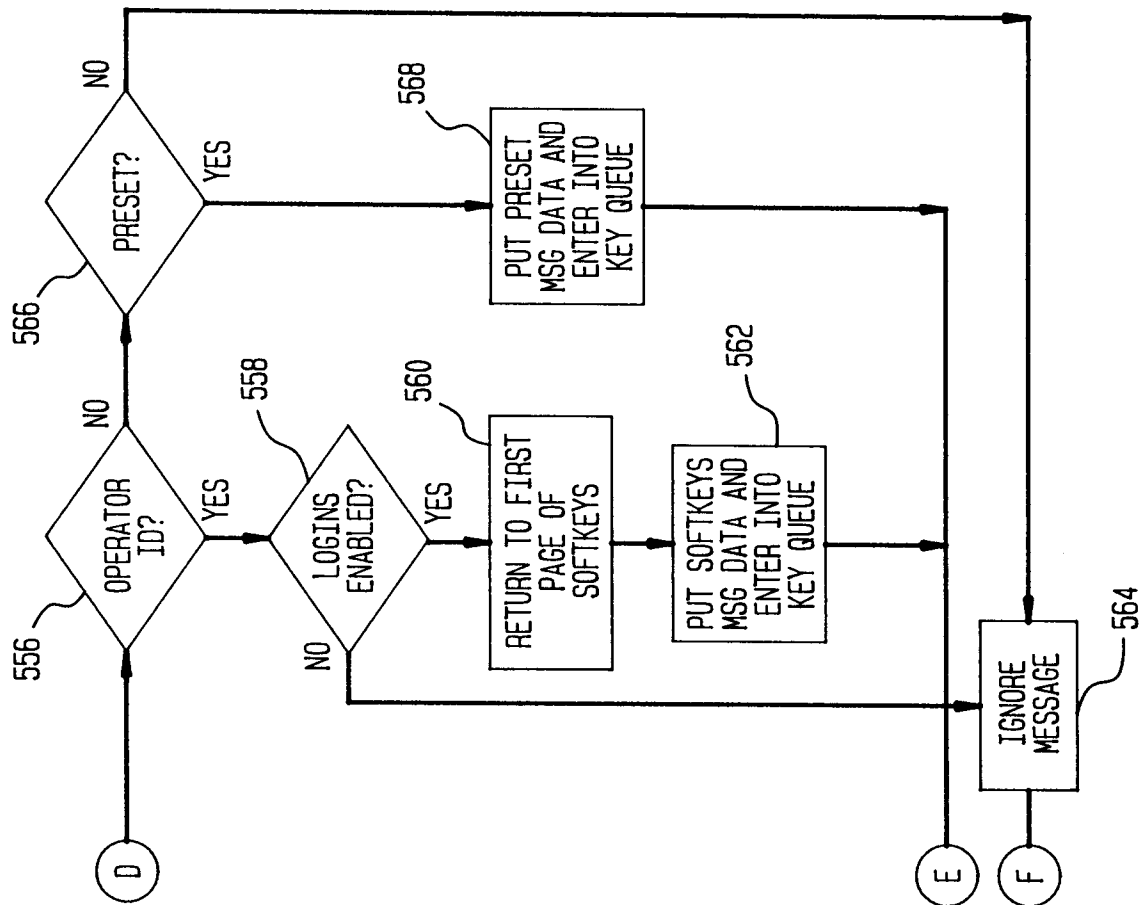 D
556
OPERATOR
ID?
NO
YES
566
PRESET?
NO
YES
558
LOGINS
ENABLED?
NO
YES
560
RETURN TO FIRST
PAGE OF
SOFTKEYS
568
PUT PRESET
MSG DATA AND
ENTER INTO
KEY QUEUE
562
PUT SOFTKEYS
MSG DATA AND
ENTER INTO
KEY QUEUE
E
F
IGNORE
MESSAGE
564